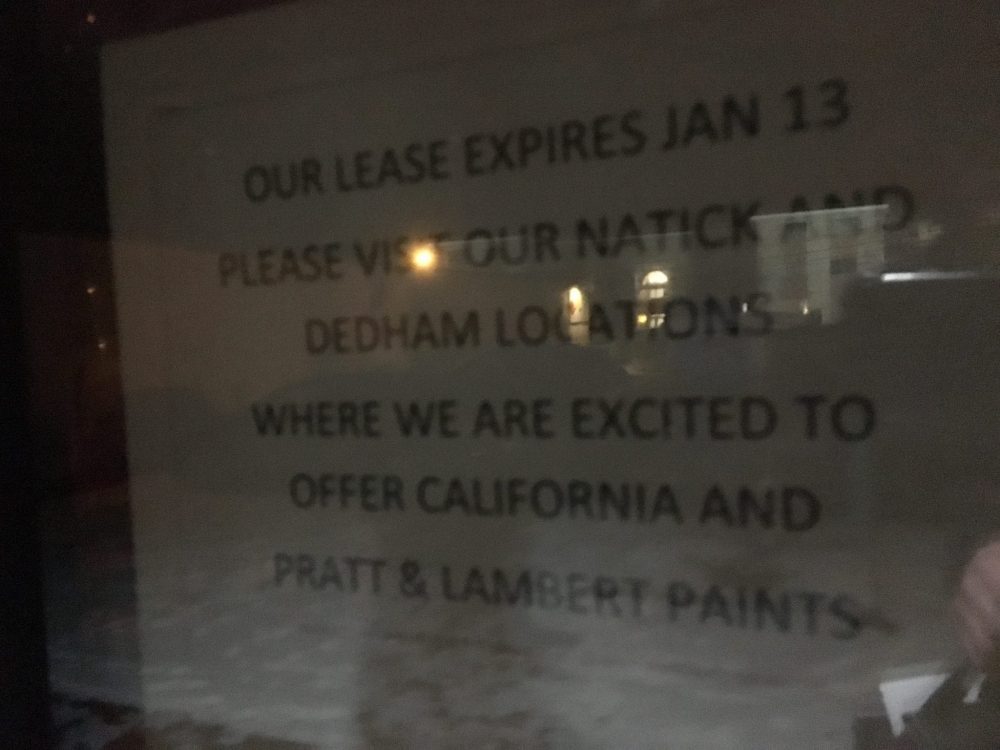 OUR LEASE EXPIRES JAN 13
PLEASE VISIT OUR NATICK AND
DEDHAM LOCATIONS
WHERE WE ARE EXCITED TO
OFFER CALIFORNIA AND
PRATT & LAMBERT PAINTS